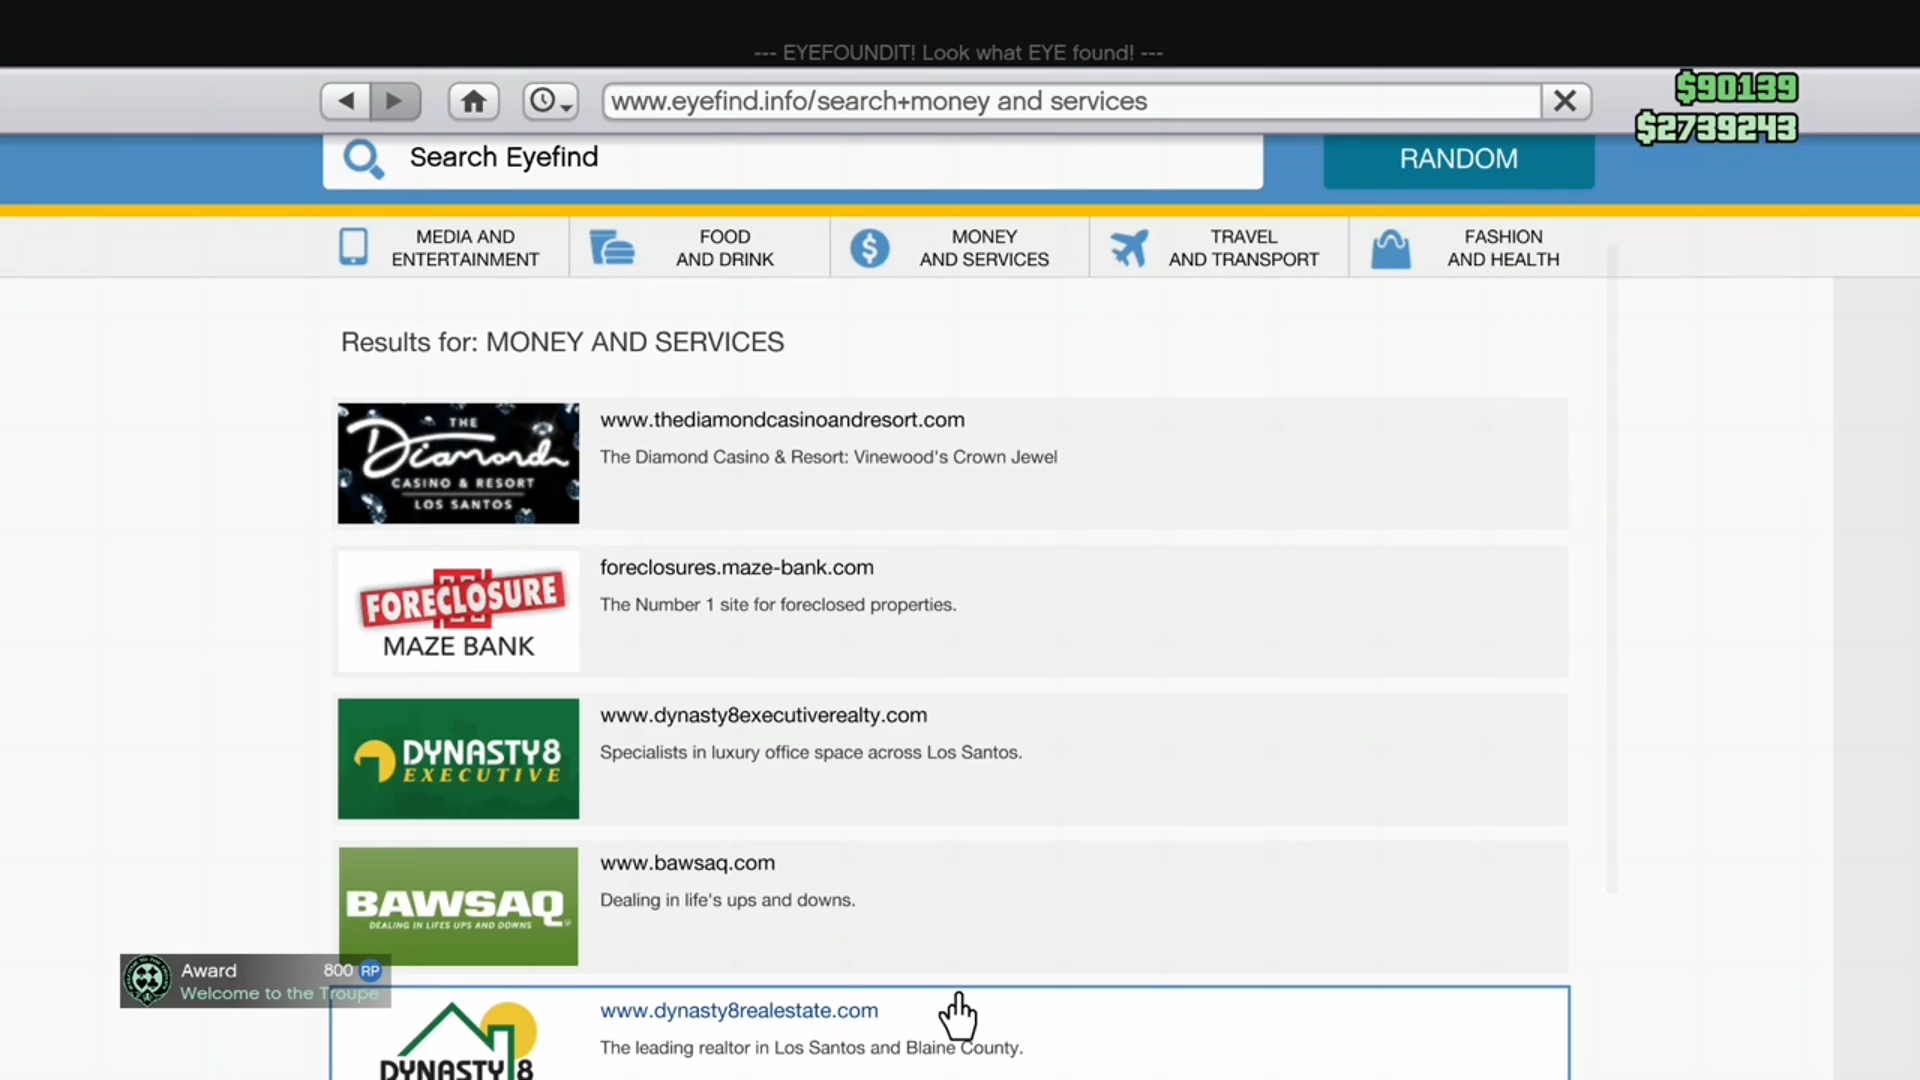 --- EYEFOUNDIT! Look what EYE found! ---
www.eyefind.info/search+money and services
$90139
$2739243
Search Eyefind
RANDOM
MEDIA AND
ENTERTAINMENT
FOOD
AND DRINK
MONEY
AND SERVICES
TRAVEL
AND TRANSPORT
FASHION
AND HEALTH
Results for: MONEY AND SERVICES
THE
Diamond
CASINO & RESORT
LOS SANTOS
www.thediamondcasinoandresort.com
The Diamond Casino & Resort: Vinewood's Crown Jewel
FORECLOSURE
MAZE BANK
foreclosures.maze-bank.com
The Number 1 site for foreclosed properties.
DYNASTY8
EXECUTIVE
www.dynasty8executiverealty.com
Specialists in luxury office space across Los Santos.
BAWSAQ
DEALING IN LIFES UPS AND DOWNS
www.bawsaq.com
Dealing in life's ups and downs.
Award 800 RP
Welcome to the Troupe
DYNASTY 8
www.dynasty8realestate.com
The leading realtor in Los Santos and Blaine County.